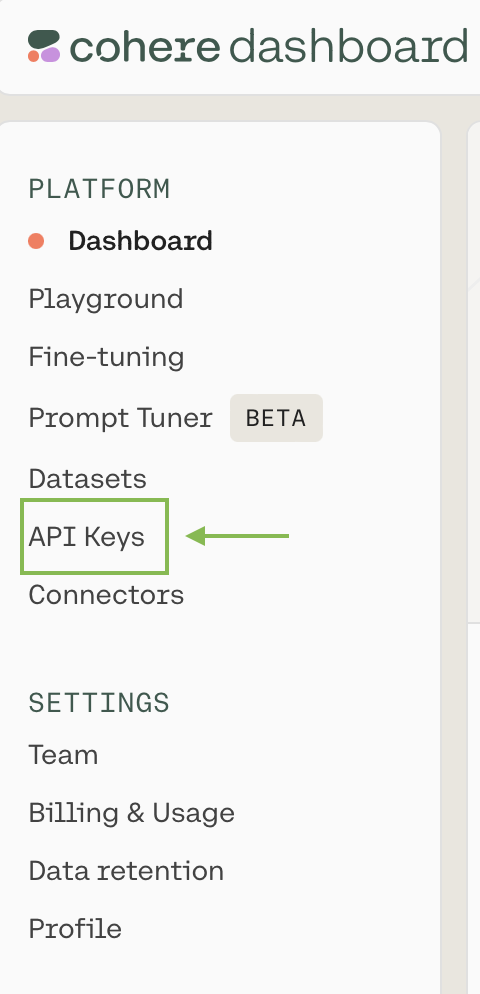 cohere dashboard
PLATFORM
Dashboard
Playground
Fine-tuning
Prompt Tuner BETA
Datasets
API Keys
Connectors
SETTINGS
Team
Billing & Usage
Data retention
Profile